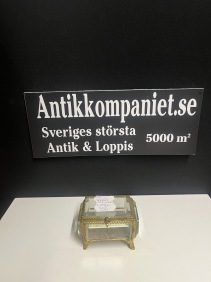 Antikkompaniet.se
Sveriges största
Antik & Loppis
5000 m²